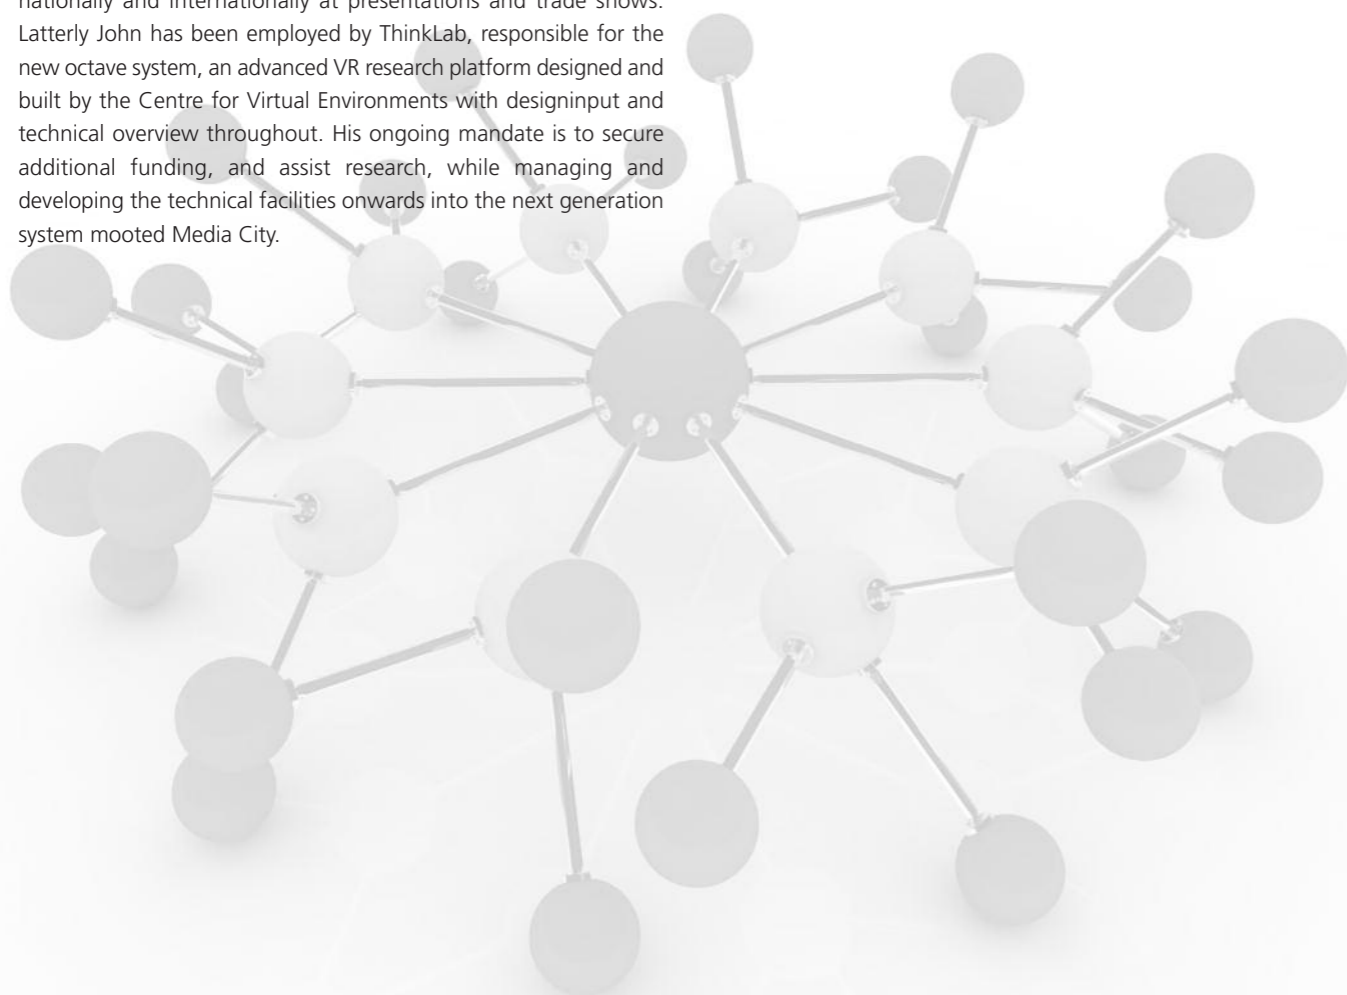 nationally and internationally at presentations and trade shows.
Latterly John has been employed by ThinkLab, responsible for the
new octave system, an advanced VR research platform designed and
built by the Centre for Virtual Environments with designinput and
technical overview throughout. His ongoing mandate is to secure
additional funding, and assist research, while managing and
developing the technical facilities onwards into the next generation
system mooted Media City.